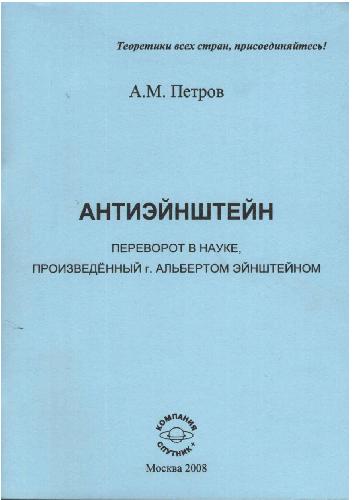 Теоретики всех стран, присоединяйтесь!
А.М. Петров
АНТИЭЙНШТЕЙН
ПЕРЕВОРОТ В НАУКЕ,
ПРОИЗВЕДЁННЫЙ г. АЛЬБЕРТОМ ЭЙНШТЕЙНОМ
КОМПАНИЯ
СПУТНИК+
Москва 2008